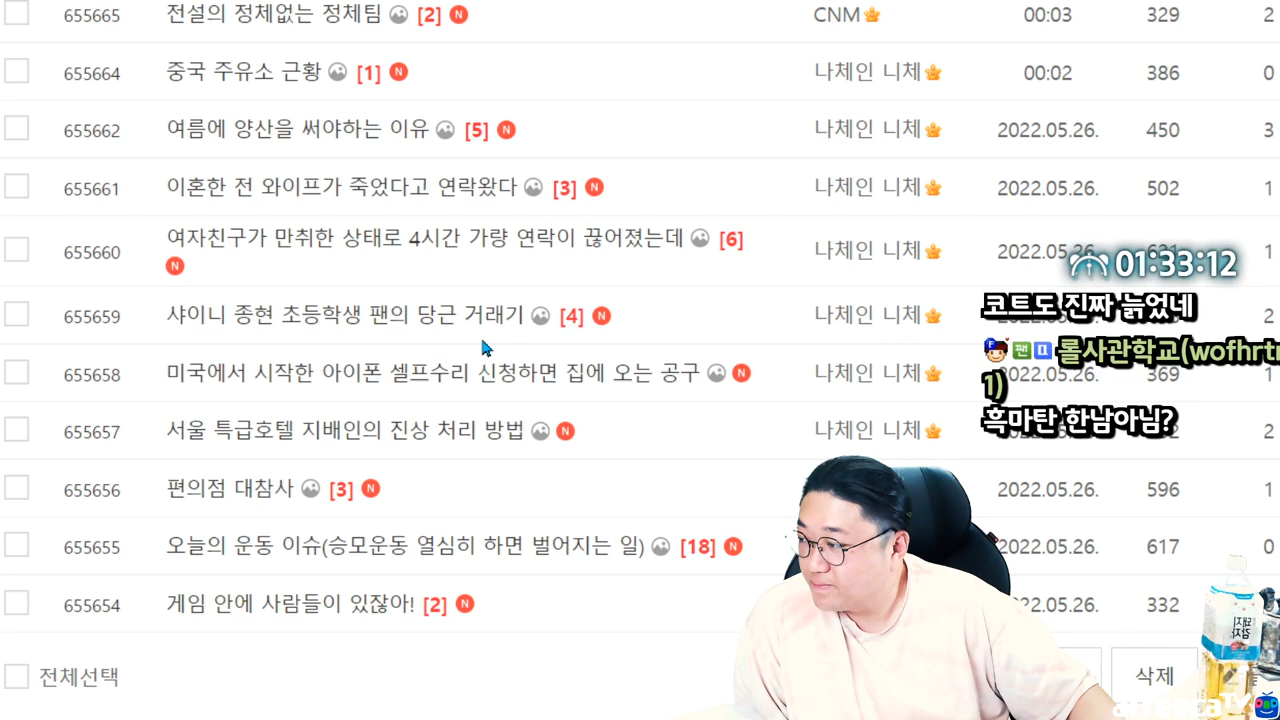 655665 전설의 정체없는 정체팀 [2] N CNM 00:03 329 2
655664 중국 주유소 근황 [1] N 나체인 니체 00:02 386 0
655662 여름에 양산을 써야하는 이유 [5] N 나체인 니체 2022.05.26. 450 3
655661 이혼한 전 와이프가 죽었다고 연락왔다 [3] N 나체인 니체 2022.05.26. 502 1
655660 여자친구가 만취한 상태로 4시간 가량 연락이 끊어졌는데 [6] 나체인 니체 2022.05.26. 1
N
01:33:12
655659 샤이니 종현 초등학생 팬의 당근 거래기 [4] N 나체인 니체 2
코트도 진짜 늙었네
655658 미국에서 시작한 아이폰 셀프수리 신청하면 집에 오는 공구 N 나체인 니체 369 1
F 팬 롤사관학교(wofhrtr
1)
655657 서울 특급호텔 지배인의 진상 처리 방법 N 나체인 니체 2
흑마탄 한남아님?
655656 편의점 대참사 [3] N 2022.05.26. 596 1
655655 오늘의 운동 이슈(승모운동 열심히 하면 벌어지는 일) [18] N 2022.05.26. 617 0
655654 게임 안에 사람들이 있잖아! [2] N 22.05.26. 332
전체선택 삭제